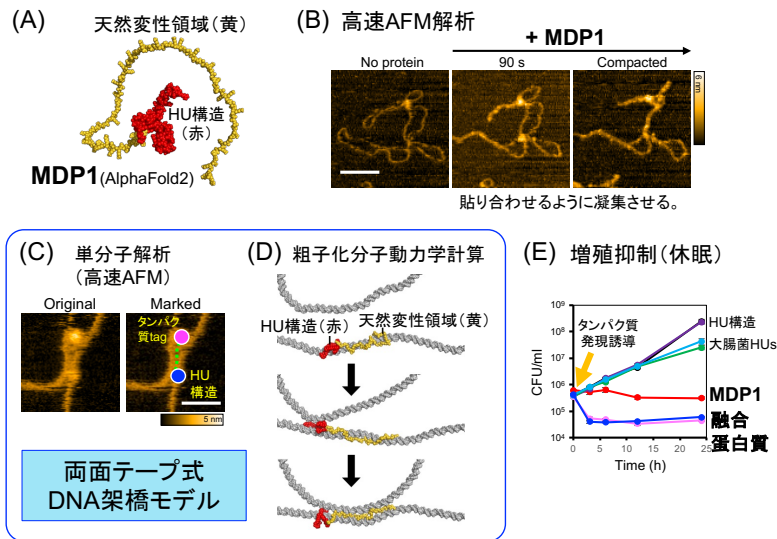 (A)
天然変性領域(黄)
HU構造
(赤)
MDP1(AlphaFold2)
(B) 高速AFM解析
+ MDP1
No protein
90 s
Compacted
6 nm
貼り合わせるように凝集させる。
(C) 単分子解析
(高速AFM)
Original
Marked
タンパク
質tag
HU
構造
5 nm
両面テープ式
DNA架橋モデル
(D) 粗子化分子動力学計算
HU構造(赤)
天然変性領域(黄)
(E) 増殖抑制(休眠)
タンパク質
発現誘導
CFU/ml
10⁹
10⁸
10⁷
10⁶
10⁵
10⁴
0 5 10 15 20 25
Time (h)
HU構造
大腸菌HUs
MDP1
融合
蛋白質